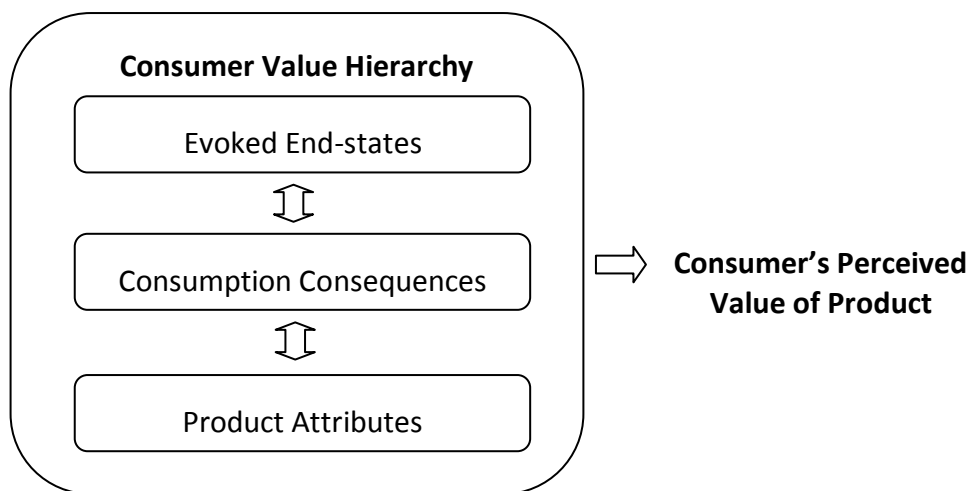 Consumer Value Hierarchy
Evoked End-states
Consumption Consequences
Product Attributes
Consumer’s Perceived
Value of Product